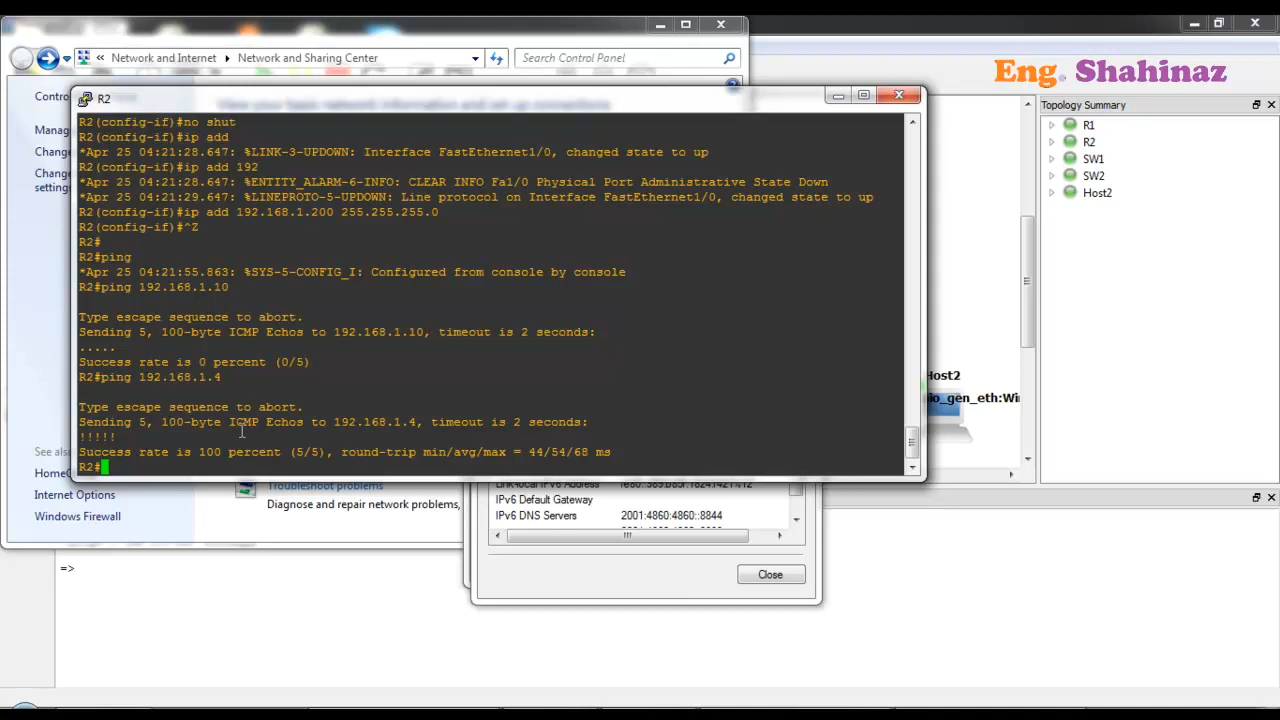 Eng. Shahinaz
« Network and Internet
Network and Sharing Center
Search Control Panel
R2
R2(config-if)#no shut
R2(config-if)#ip add
*Apr 25 04:21:28.647: %LINK-3-UPDOWN: Interface FastEthernet1/0, changed state to up
R2(config-if)#ip add 192
*Apr 25 04:21:28.647: %ENTITY_ALARM-6-INFO: CLEAR INFO Fa1/0 Physical Port Administrative State Down
*Apr 25 04:21:29.647: %LINEPROTO-5-UPDOWN: Line protocol on Interface FastEthernet1/0, changed state to up
R2(config-if)#ip add 192.168.1.200 255.255.255.0
R2(config-if)#^Z
R2#
R2#ping
*Apr 25 04:21:55.863: %SYS-5-CONFIG_I: Configured from console by console
R2#ping 192.168.1.10
Type escape sequence to abort.
Sending 5, 100-byte ICMP Echos to 192.168.1.10, timeout is 2 seconds:
.....
Success rate is 0 percent (0/5)
R2#ping 192.168.1.4
Type escape sequence to abort.
Sending 5, 100-byte ICMP Echos to 192.168.1.4, timeout is 2 seconds:
!!!!!
Success rate is 100 percent (5/5), round-trip min/avg/max = 44/54/68 ms
R2#
Contr
Manag
Chang
Chang
settings
See also
HomeG
Internet Options
Windows Firewall
Troubleshoot problems
Diagnose and repair network problems,
IPv6 Default Gateway
IPv6 DNS Servers 2001:4860:4860::8844
Close
=>
Host2
io_gen_eth:Wi
Topology Summary
R1
R2
SW1
SW2
Host2